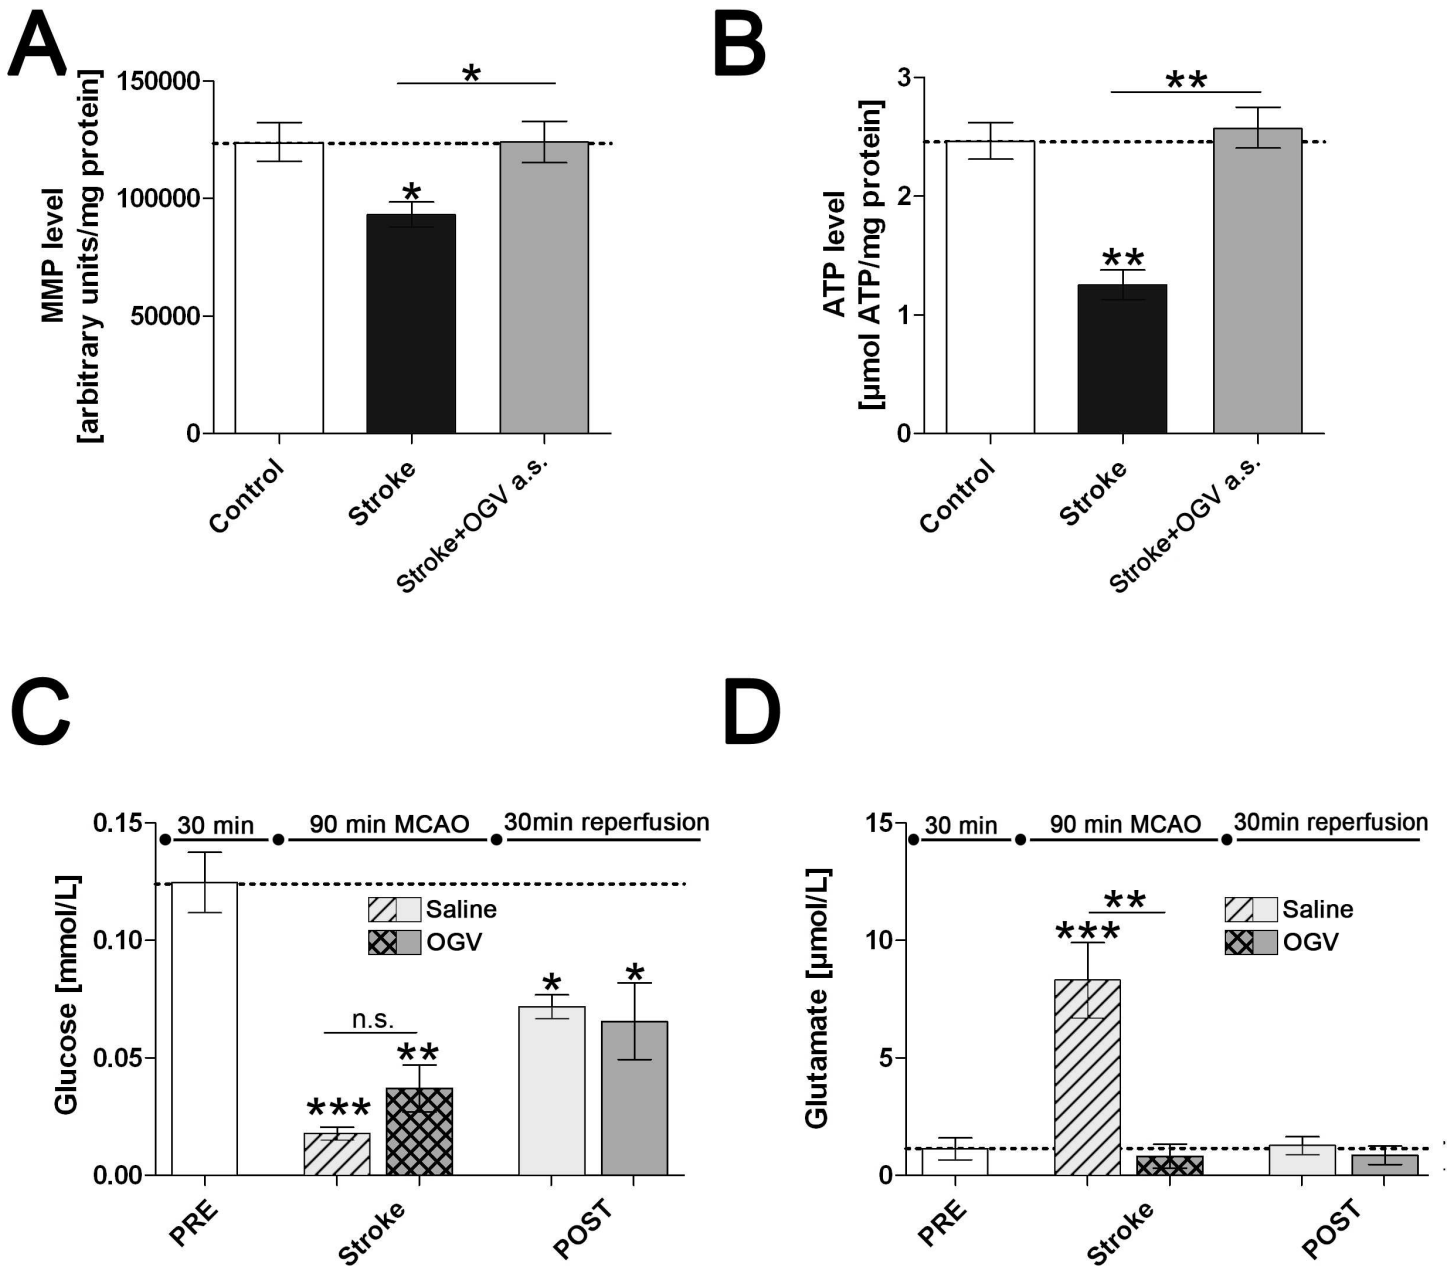 A
MMP level
[arbitrary units/mg protein]
150000
100000
50000
0
*
*
Control
Stroke
Stroke+OGV a.s.
B
ATP level
[µmol ATP/mg protein]
3
2
1
0
**
**
Control
Stroke
Stroke+OGV a.s.
C
Glucose [mmol/L]
0.15
0.10
0.05
0.00
30 min
90 min MCAO
30min reperfusion
Saline
OGV
n.s.
***
**
*
*
PRE
Stroke
POST
D
Glutamate [µmol/L]
15
10
5
0
30 min
90 min MCAO
30min reperfusion
Saline
OGV
**
***
PRE
Stroke
POST